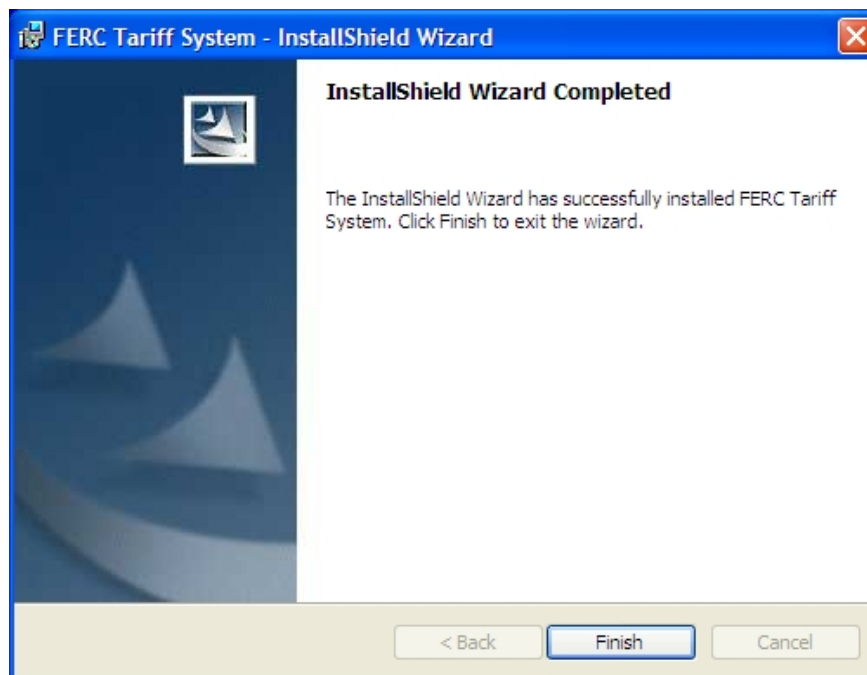 FERC Tariff System - InstallShield Wizard
InstallShield Wizard Completed
The InstallShield Wizard has successfully installed FERC Tariff
System. Click Finish to exit the wizard.
< Back Finish Cancel